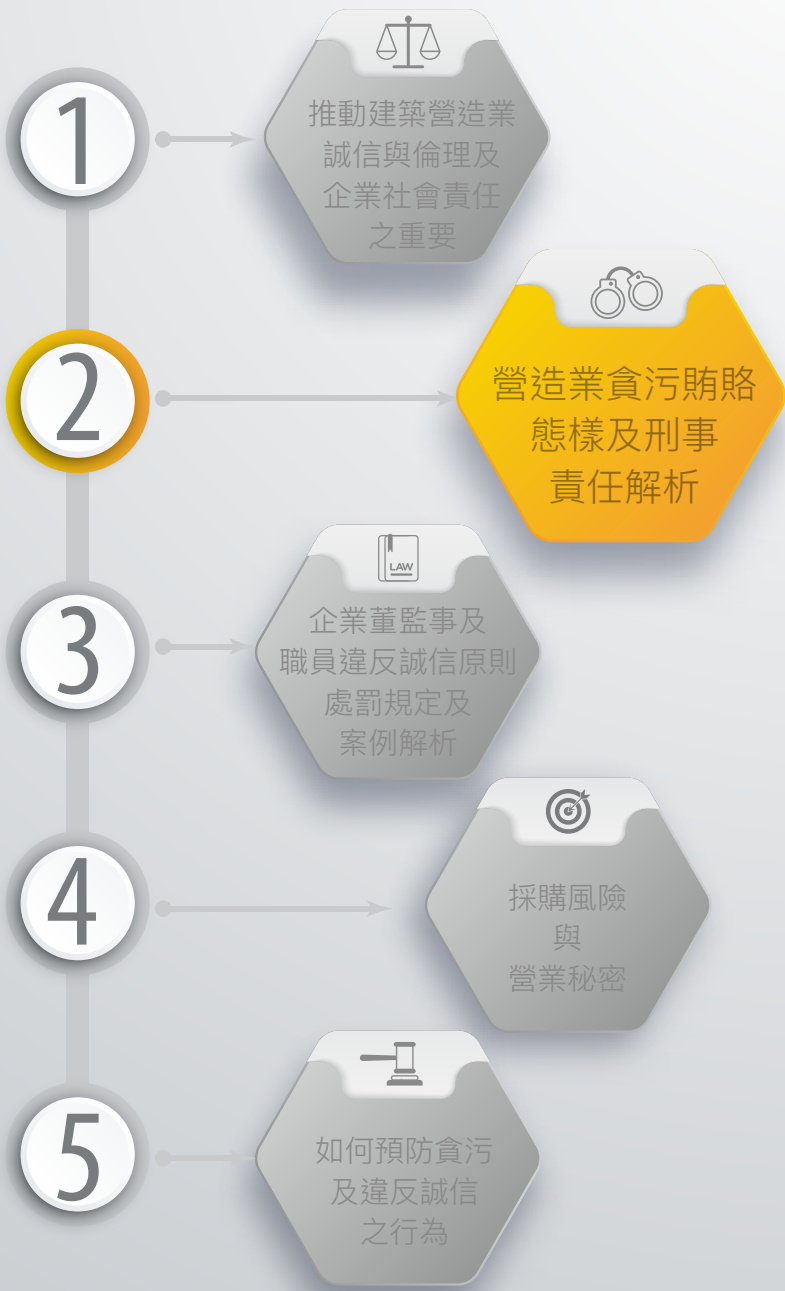 1
推動建築營造業
誠信與倫理及
企業社會責任
之重要
2
營造業貪污賄賂
態樣及刑事
責任解析
3
LAW
企業董監事及
職員違反誠信原則
處罰規定及
案例解析
4
採購風險
與
營業秘密
5
如何預防貪污
及違反誠信
之行為